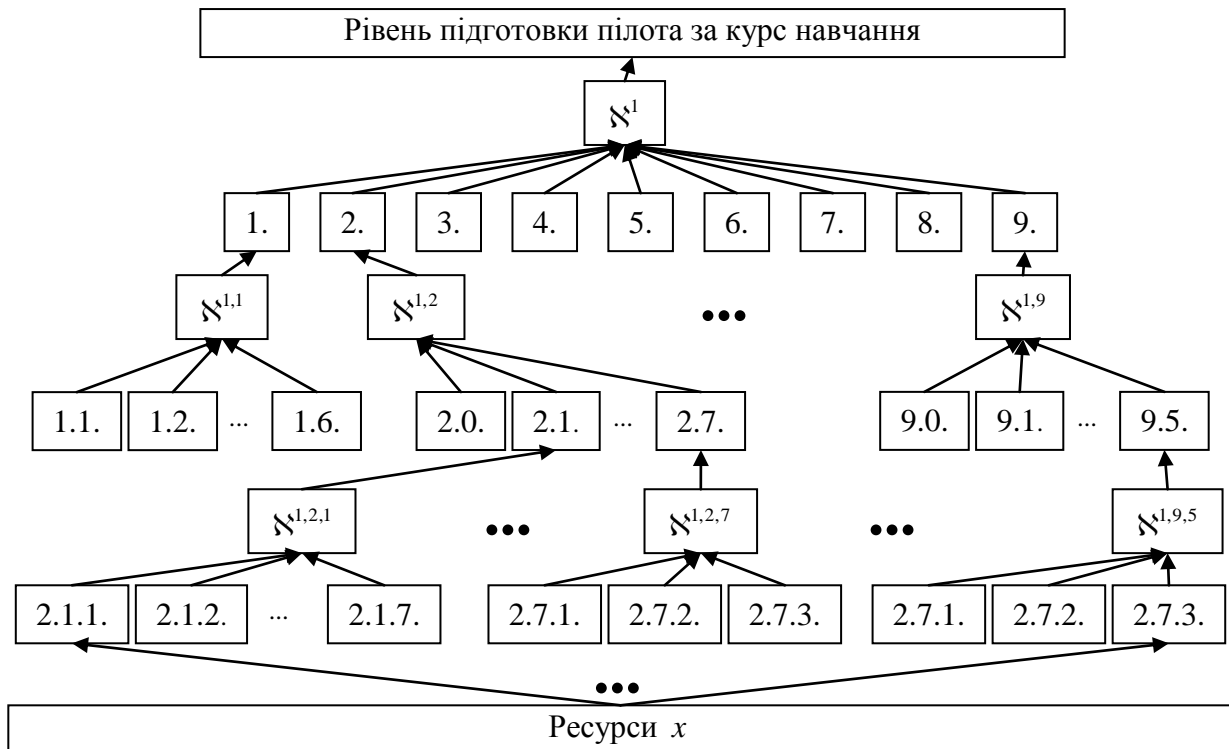 Рівень підготовки пілота за курс навчання
ℵ¹
1. 2. 3. 4. 5. 6. 7. 8. 9.
ℵ¹,¹ ℵ¹,² ••• ℵ¹,⁹
1.1. 1.2. ... 1.6. 2.0. 2.1. ... 2.7. 9.0. 9.1. ... 9.5.
ℵ¹,²,¹ ••• ℵ¹,²,⁷ ••• ℵ¹,⁹,⁵
2.1.1. 2.1.2. ... 2.1.7. 2.7.1. 2.7.2. 2.7.3. 2.7.1. 2.7.2. 2.7.3.
•••
Ресурси x